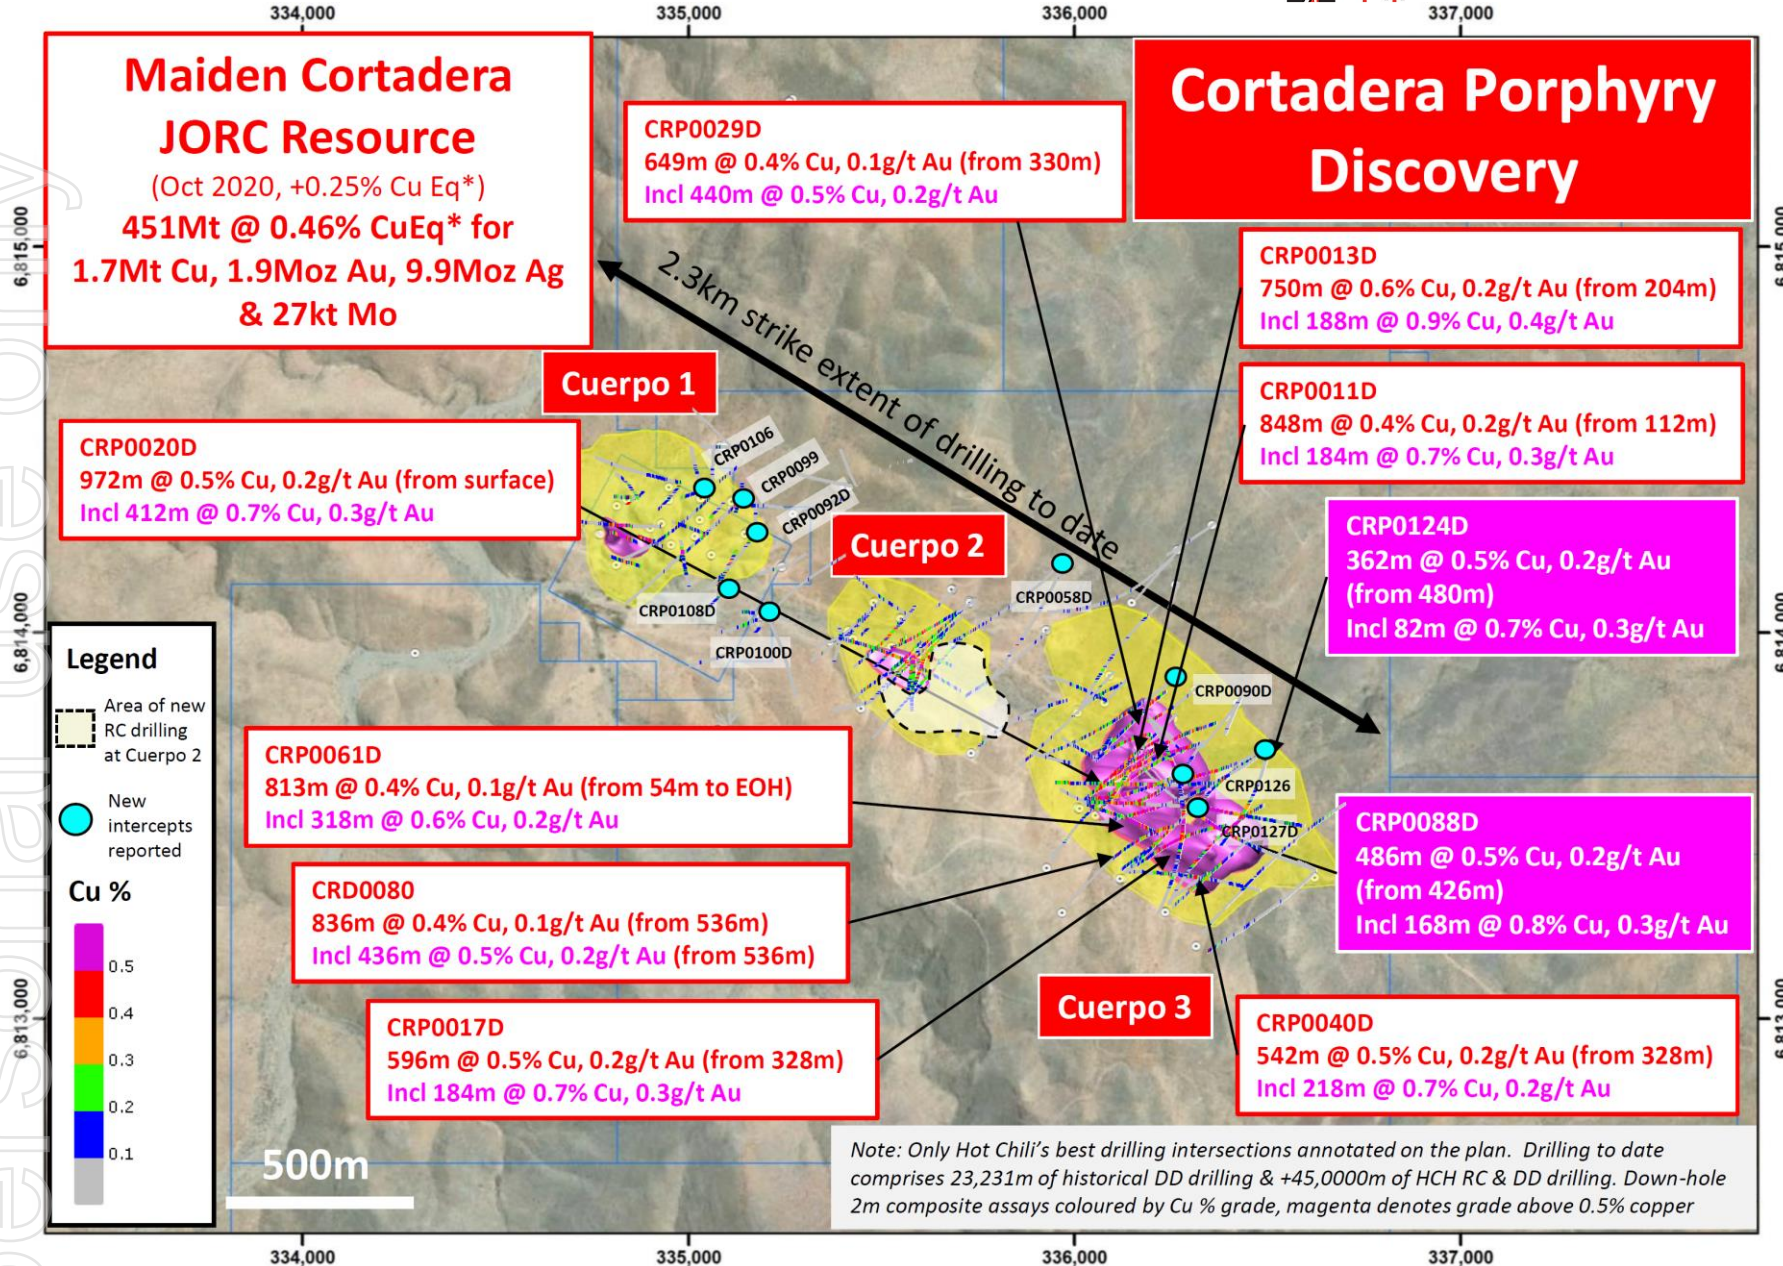 334,000
335,000
336,000
337,000
Maiden Cortadera
JORC Resource
(Oct 2020, +0.25% Cu Eq*)
451Mt @ 0.46% CuEq* for
1.7Mt Cu, 1.9Moz Au, 9.9Moz Ag
& 27kt Mo
Cortadera Porphyry
Discovery
CRP0029D
649m @ 0.4% Cu, 0.1g/t Au (from 330m)
Incl 440m @ 0.5% Cu, 0.2g/t Au
6,815,000
6,815,000
CRP0013D
750m @ 0.6% Cu, 0.2g/t Au (from 204m)
Incl 188m @ 0.9% Cu, 0.4g/t Au
2.3km strike extent of drilling to date
Cuerpo 1
CRP0011D
848m @ 0.4% Cu, 0.2g/t Au (from 112m)
Incl 184m @ 0.7% Cu, 0.3g/t Au
CRP0020D
972m @ 0.5% Cu, 0.2g/t Au (from surface)
Incl 412m @ 0.7% Cu, 0.3g/t Au
CRP0106
CRP0099
CRP0092D
Cuerpo 2
CRP0124D
362m @ 0.5% Cu, 0.2g/t Au
(from 480m)
Incl 82m @ 0.7% Cu, 0.3g/t Au
CRP0058D
CRP0108D
CRP0100D
6,814,000
6,814,000
CRP0090D
CRP0126
CRP0127D
Legend
Area of new
RC drilling
at Cuerpo 2
New
intercepts
reported
Cu %
0.5
0.4
0.3
0.2
0.1
CRP0061D
813m @ 0.4% Cu, 0.1g/t Au (from 54m to EOH)
Incl 318m @ 0.6% Cu, 0.2g/t Au
CRP0088D
486m @ 0.5% Cu, 0.2g/t Au
(from 426m)
Incl 168m @ 0.8% Cu, 0.3g/t Au
CRD0080
836m @ 0.4% Cu, 0.1g/t Au (from 536m)
Incl 436m @ 0.5% Cu, 0.2g/t Au (from 536m)
Cuerpo 3
6,813,000
6,813,000
CRP0017D
596m @ 0.5% Cu, 0.2g/t Au (from 328m)
Incl 184m @ 0.7% Cu, 0.3g/t Au
CRP0040D
542m @ 0.5% Cu, 0.2g/t Au (from 328m)
Incl 218m @ 0.7% Cu, 0.2g/t Au
500m
Note: Only Hot Chili's best drilling intersections annotated on the plan. Drilling to date
comprises 23,231m of historical DD drilling & +45,0000m of HCH RC & DD drilling. Down-hole
2m composite assays coloured by Cu % grade, magenta denotes grade above 0.5% copper
334,000
335,000
336,000
337,000
personal use only